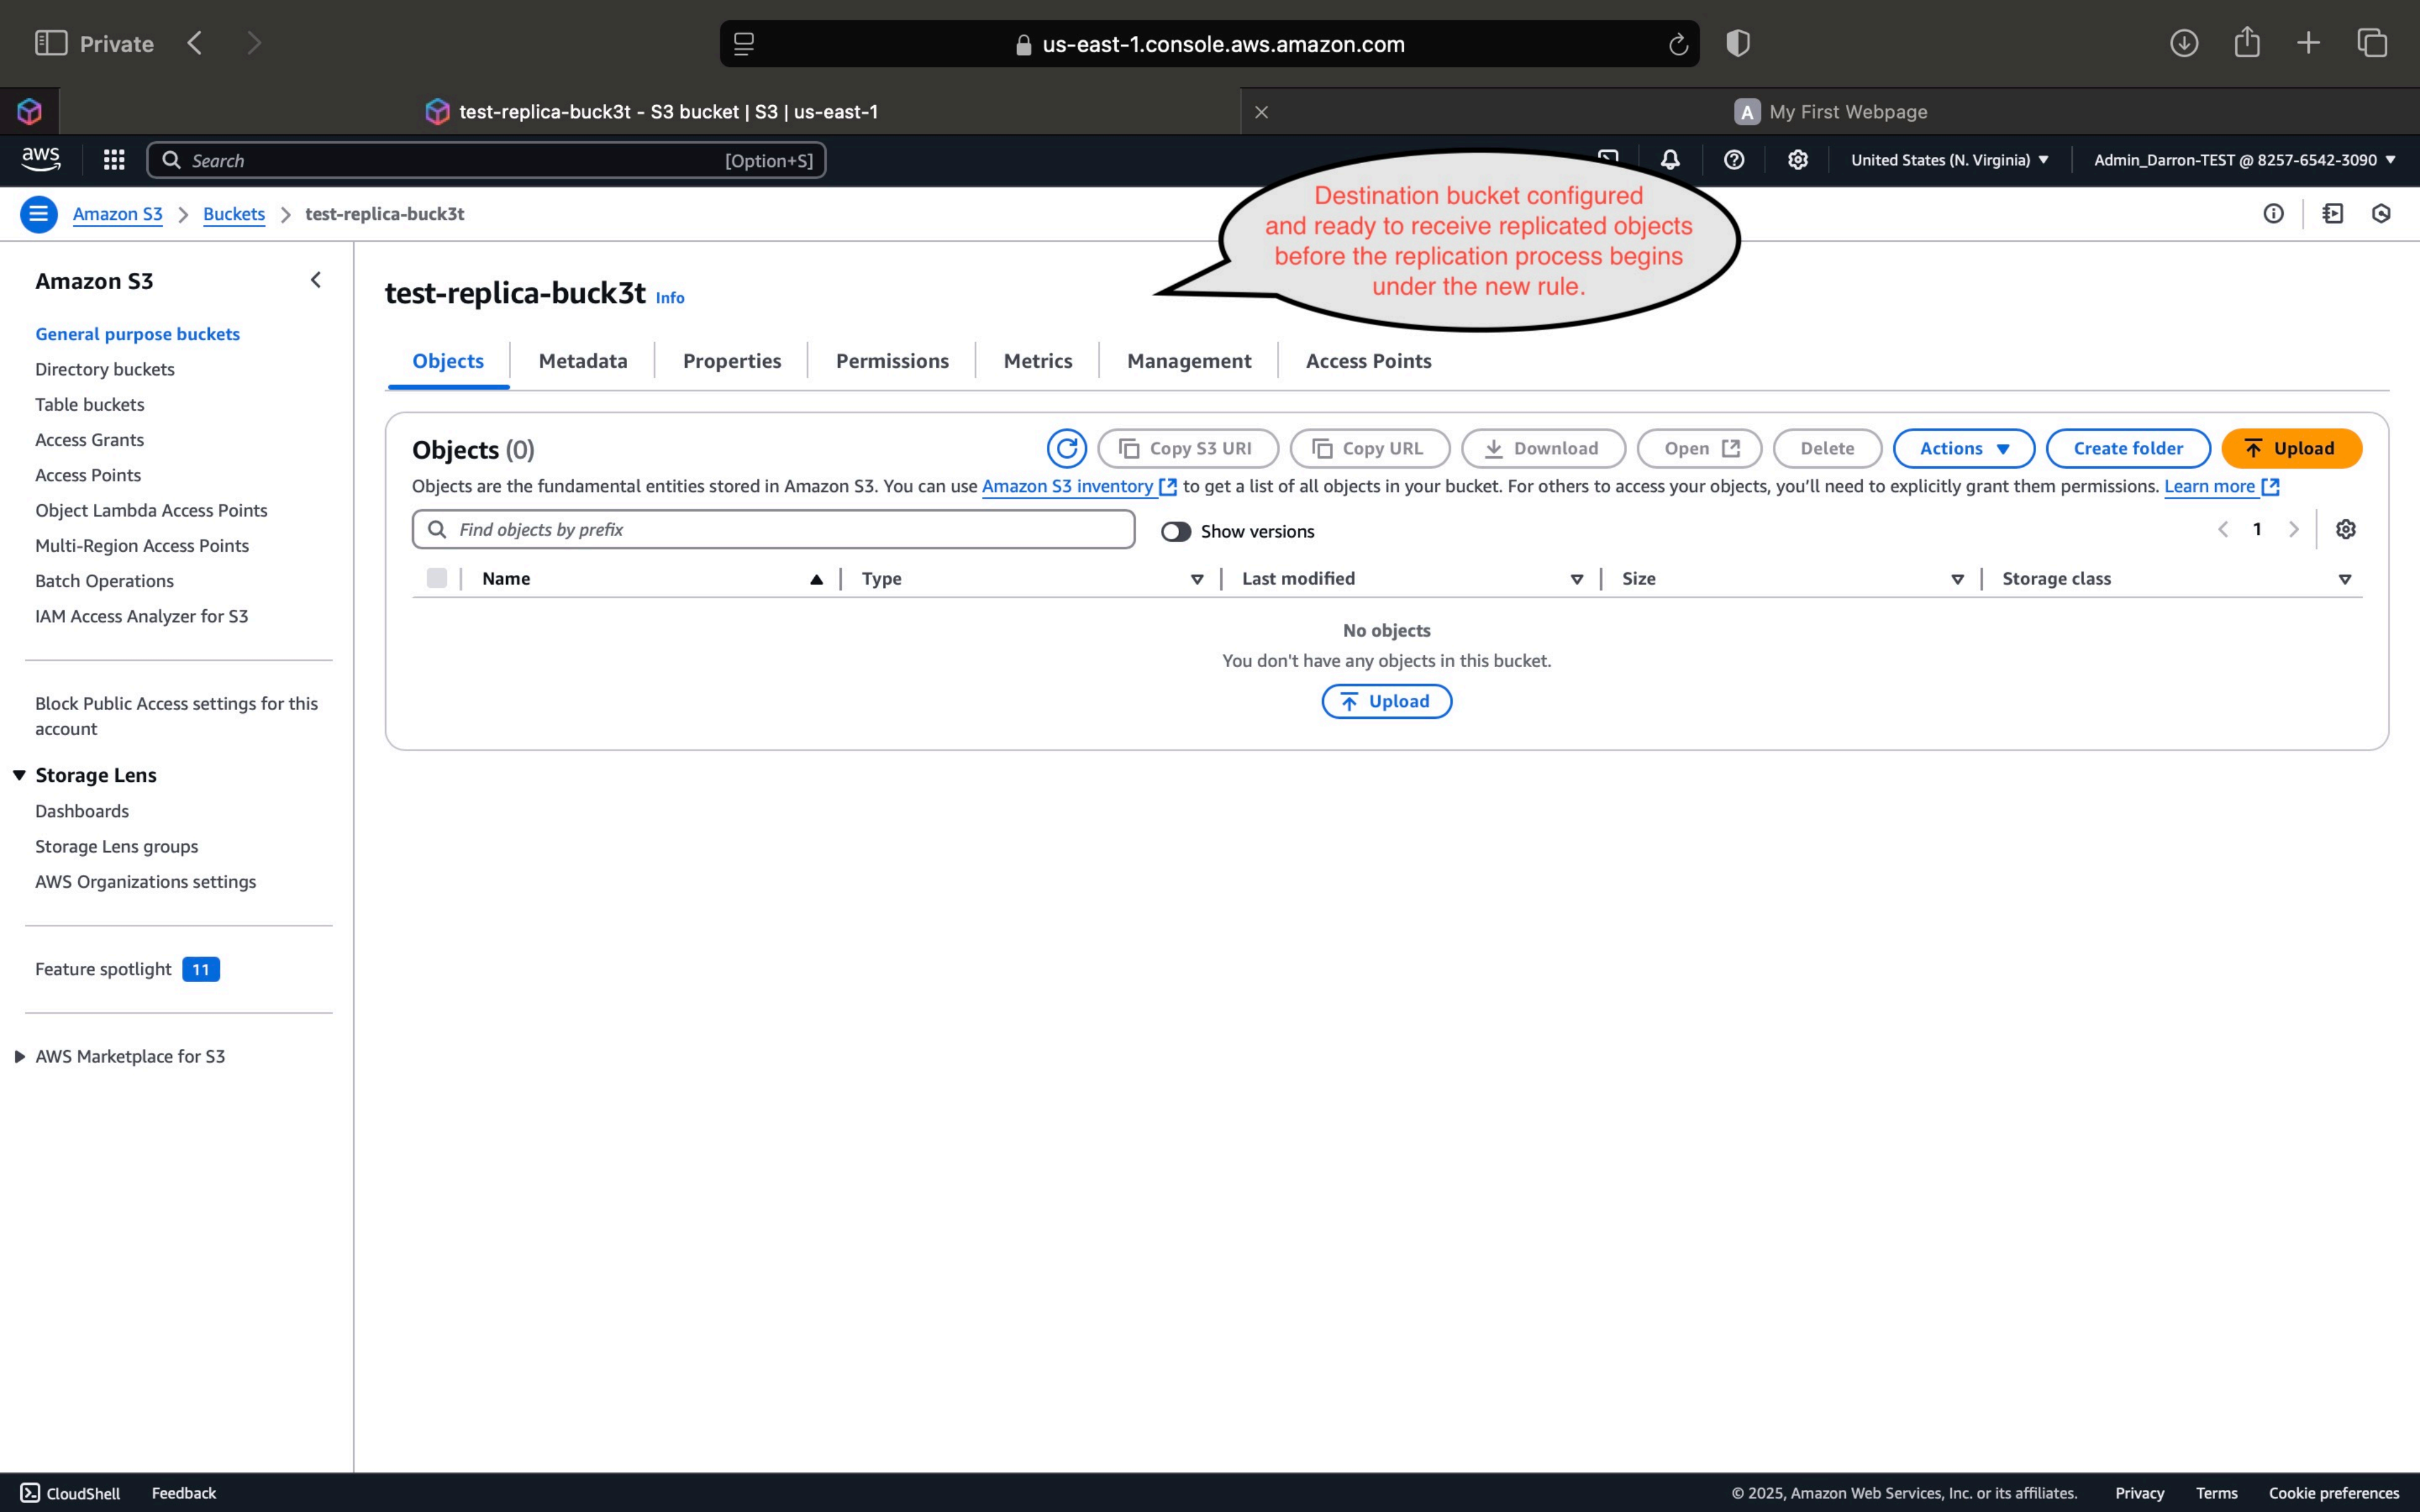 Private
us-east-1.console.aws.amazon.com
test-replica-buck3t - S3 bucket | S3 | us-east-1
A My First Webpage
aws
Search [Option+S]
United States (N. Virginia)
Admin_Darron-TEST @ 8257-6542-3090
Amazon S3 > Buckets > test-replica-buck3t
Destination bucket configured
and ready to receive replicated objects
before the replication process begins
under the new rule.
Amazon S3
General purpose buckets
Directory buckets
Table buckets
Access Grants
Access Points
Object Lambda Access Points
Multi-Region Access Points
Batch Operations
IAM Access Analyzer for S3
Block Public Access settings for this
account
Storage Lens
Dashboards
Storage Lens groups
AWS Organizations settings
Feature spotlight 11
AWS Marketplace for S3
test-replica-buck3t Info
Objects Metadata Properties Permissions Metrics Management Access Points
Objects (0)
Copy S3 URI Copy URL Download Open Delete Actions Create folder Upload
Objects are the fundamental entities stored in Amazon S3. You can use Amazon S3 inventory to get a list of all objects in your bucket. For others to access your objects, you'll need to explicitly grant them permissions. Learn more
Find objects by prefix
Show versions
1
Name Type Last modified Size Storage class
No objects
You don't have any objects in this bucket.
Upload
CloudShell Feedback
© 2025, Amazon Web Services, Inc. or its affiliates. Privacy Terms Cookie preferences